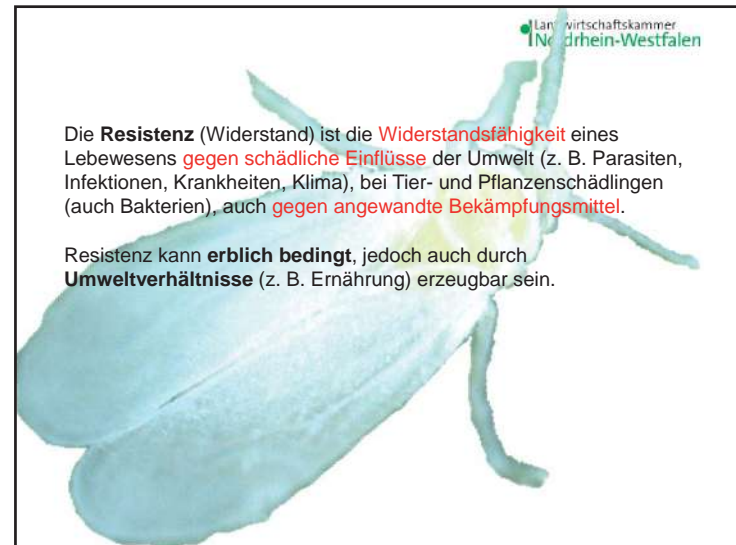 Landwirtschaftskammer
Nordrhein-Westfalen
Die Resistenz (Widerstand) ist die Widerstandsfähigkeit eines
Lebewesens gegen schädliche Einflüsse der Umwelt (z. B. Parasiten,
Infektionen, Krankheiten, Klima), bei Tier- und Pflanzenschädlingen
(auch Bakterien), auch gegen angewandte Bekämpfungsmittel.
Resistenz kann erblich bedingt, jedoch auch durch
Umweltverhältnisse (z. B. Ernährung) erzeugbar sein.